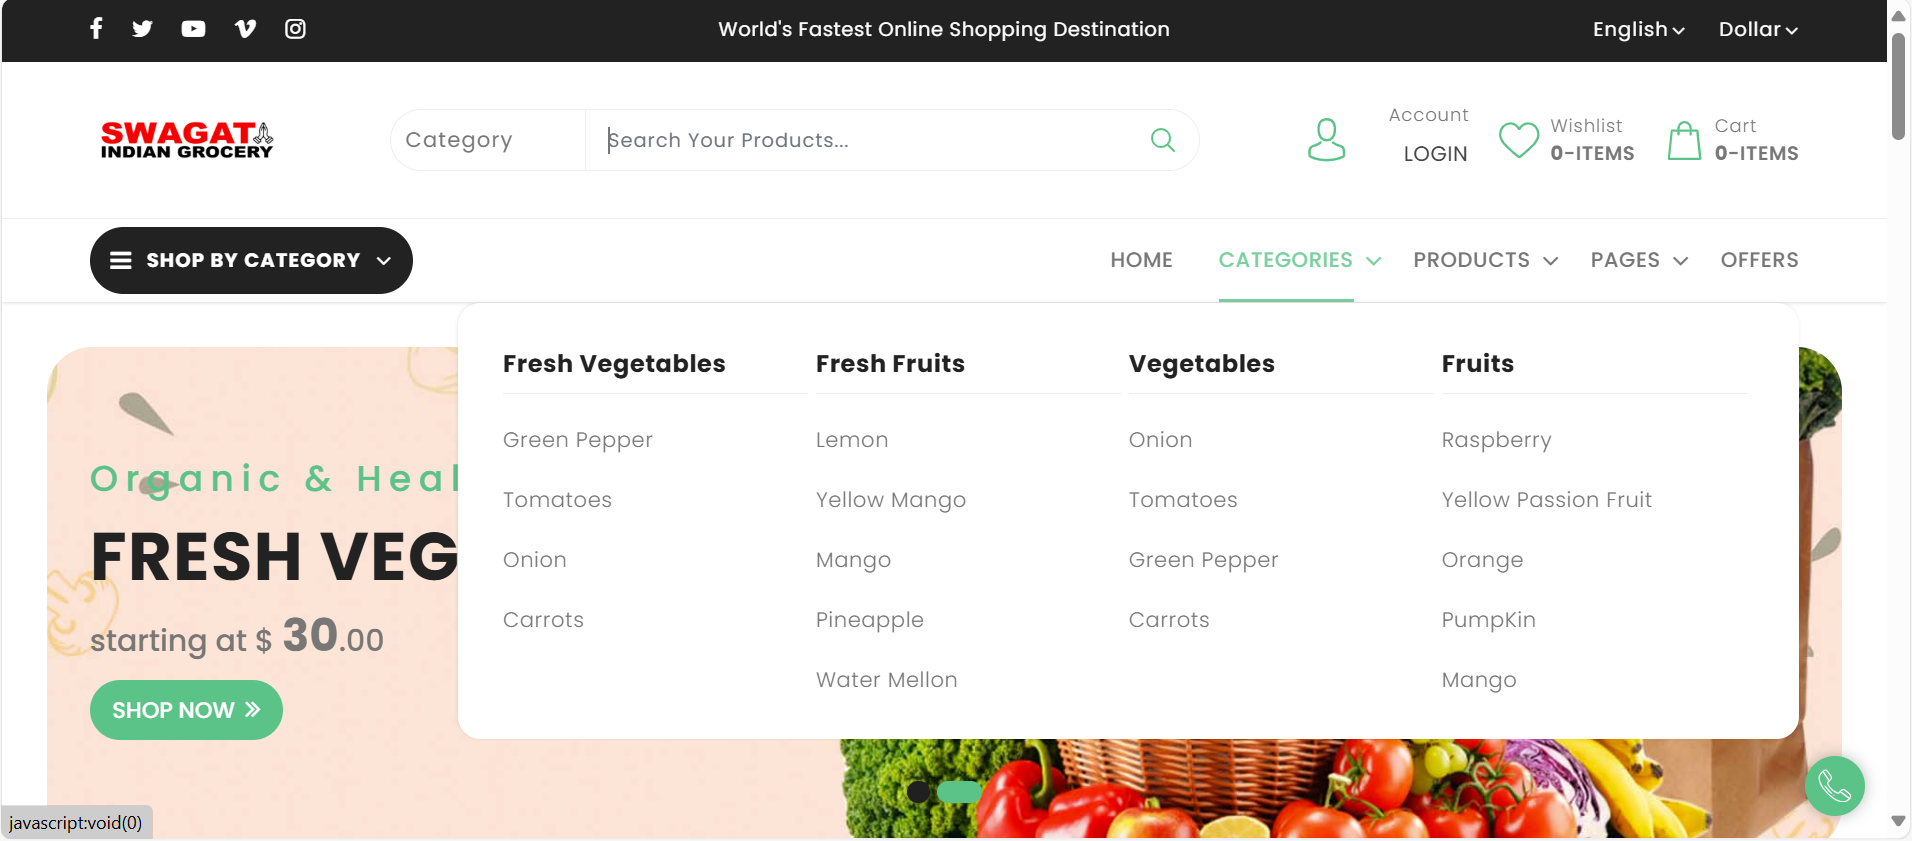 World's Fastest Online Shopping Destination
English
Dollar
SWAGAT
INDIAN GROCERY
Category
Search Your Products...
Account
LOGIN
Wishlist
0-ITEMS
Cart
0-ITEMS
SHOP BY CATEGORY
HOME
CATEGORIES
PRODUCTS
PAGES
OFFERS
Fresh Vegetables
Green Pepper
Tomatoes
Onion
Carrots
Fresh Fruits
Lemon
Yellow Mango
Mango
Pineapple
Water Mellon
Vegetables
Onion
Tomatoes
Green Pepper
Carrots
Fruits
Raspberry
Yellow Passion Fruit
Orange
PumpKin
Mango
Organic & Heal
FRESH VEG
starting at $ 30.00
SHOP NOW
javascript:void(0)